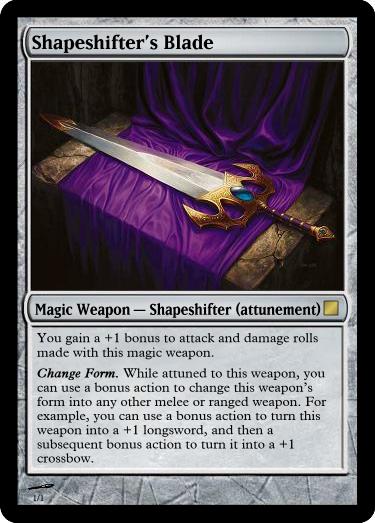 Shapeshifter's Blade
Magic Weapon — Shapeshifter (attunement)
You gain a +1 bonus to attack and damage rolls
made with this magic weapon.
Change Form. While attuned to this weapon, you
can use a bonus action to change this weapon's
form into any other melee or ranged weapon. For
example, you can use a bonus action to turn this
weapon into a +1 longsword, and then a
subsequent bonus action to turn it into a +1
crossbow.
1/1